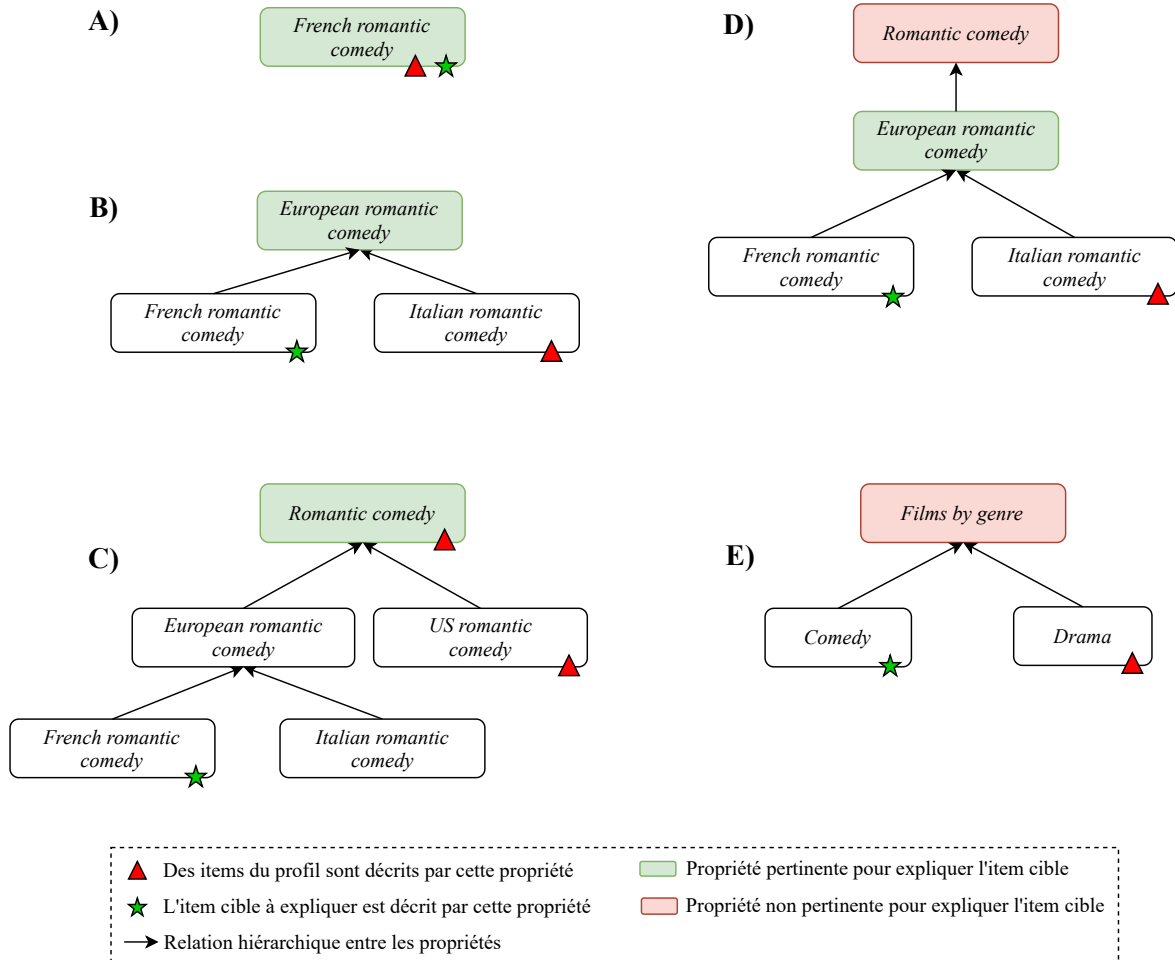 A)
French romantic
comedy
B)
European romantic
comedy
French romantic
comedy
Italian romantic
comedy
C)
Romantic comedy
European romantic
comedy
US romantic
comedy
French romantic
comedy
Italian romantic
comedy
D)
Romantic comedy
European romantic
comedy
French romantic
comedy
Italian romantic
comedy
E)
Films by genre
Comedy
Drama
Des items du profil sont décrits par cette propriété
L'item cible à expliquer est décrit par cette propriété
Relation hiérarchique entre les propriétés
Propriété pertinente pour expliquer l'item cible
Propriété non pertinente pour expliquer l'item cible